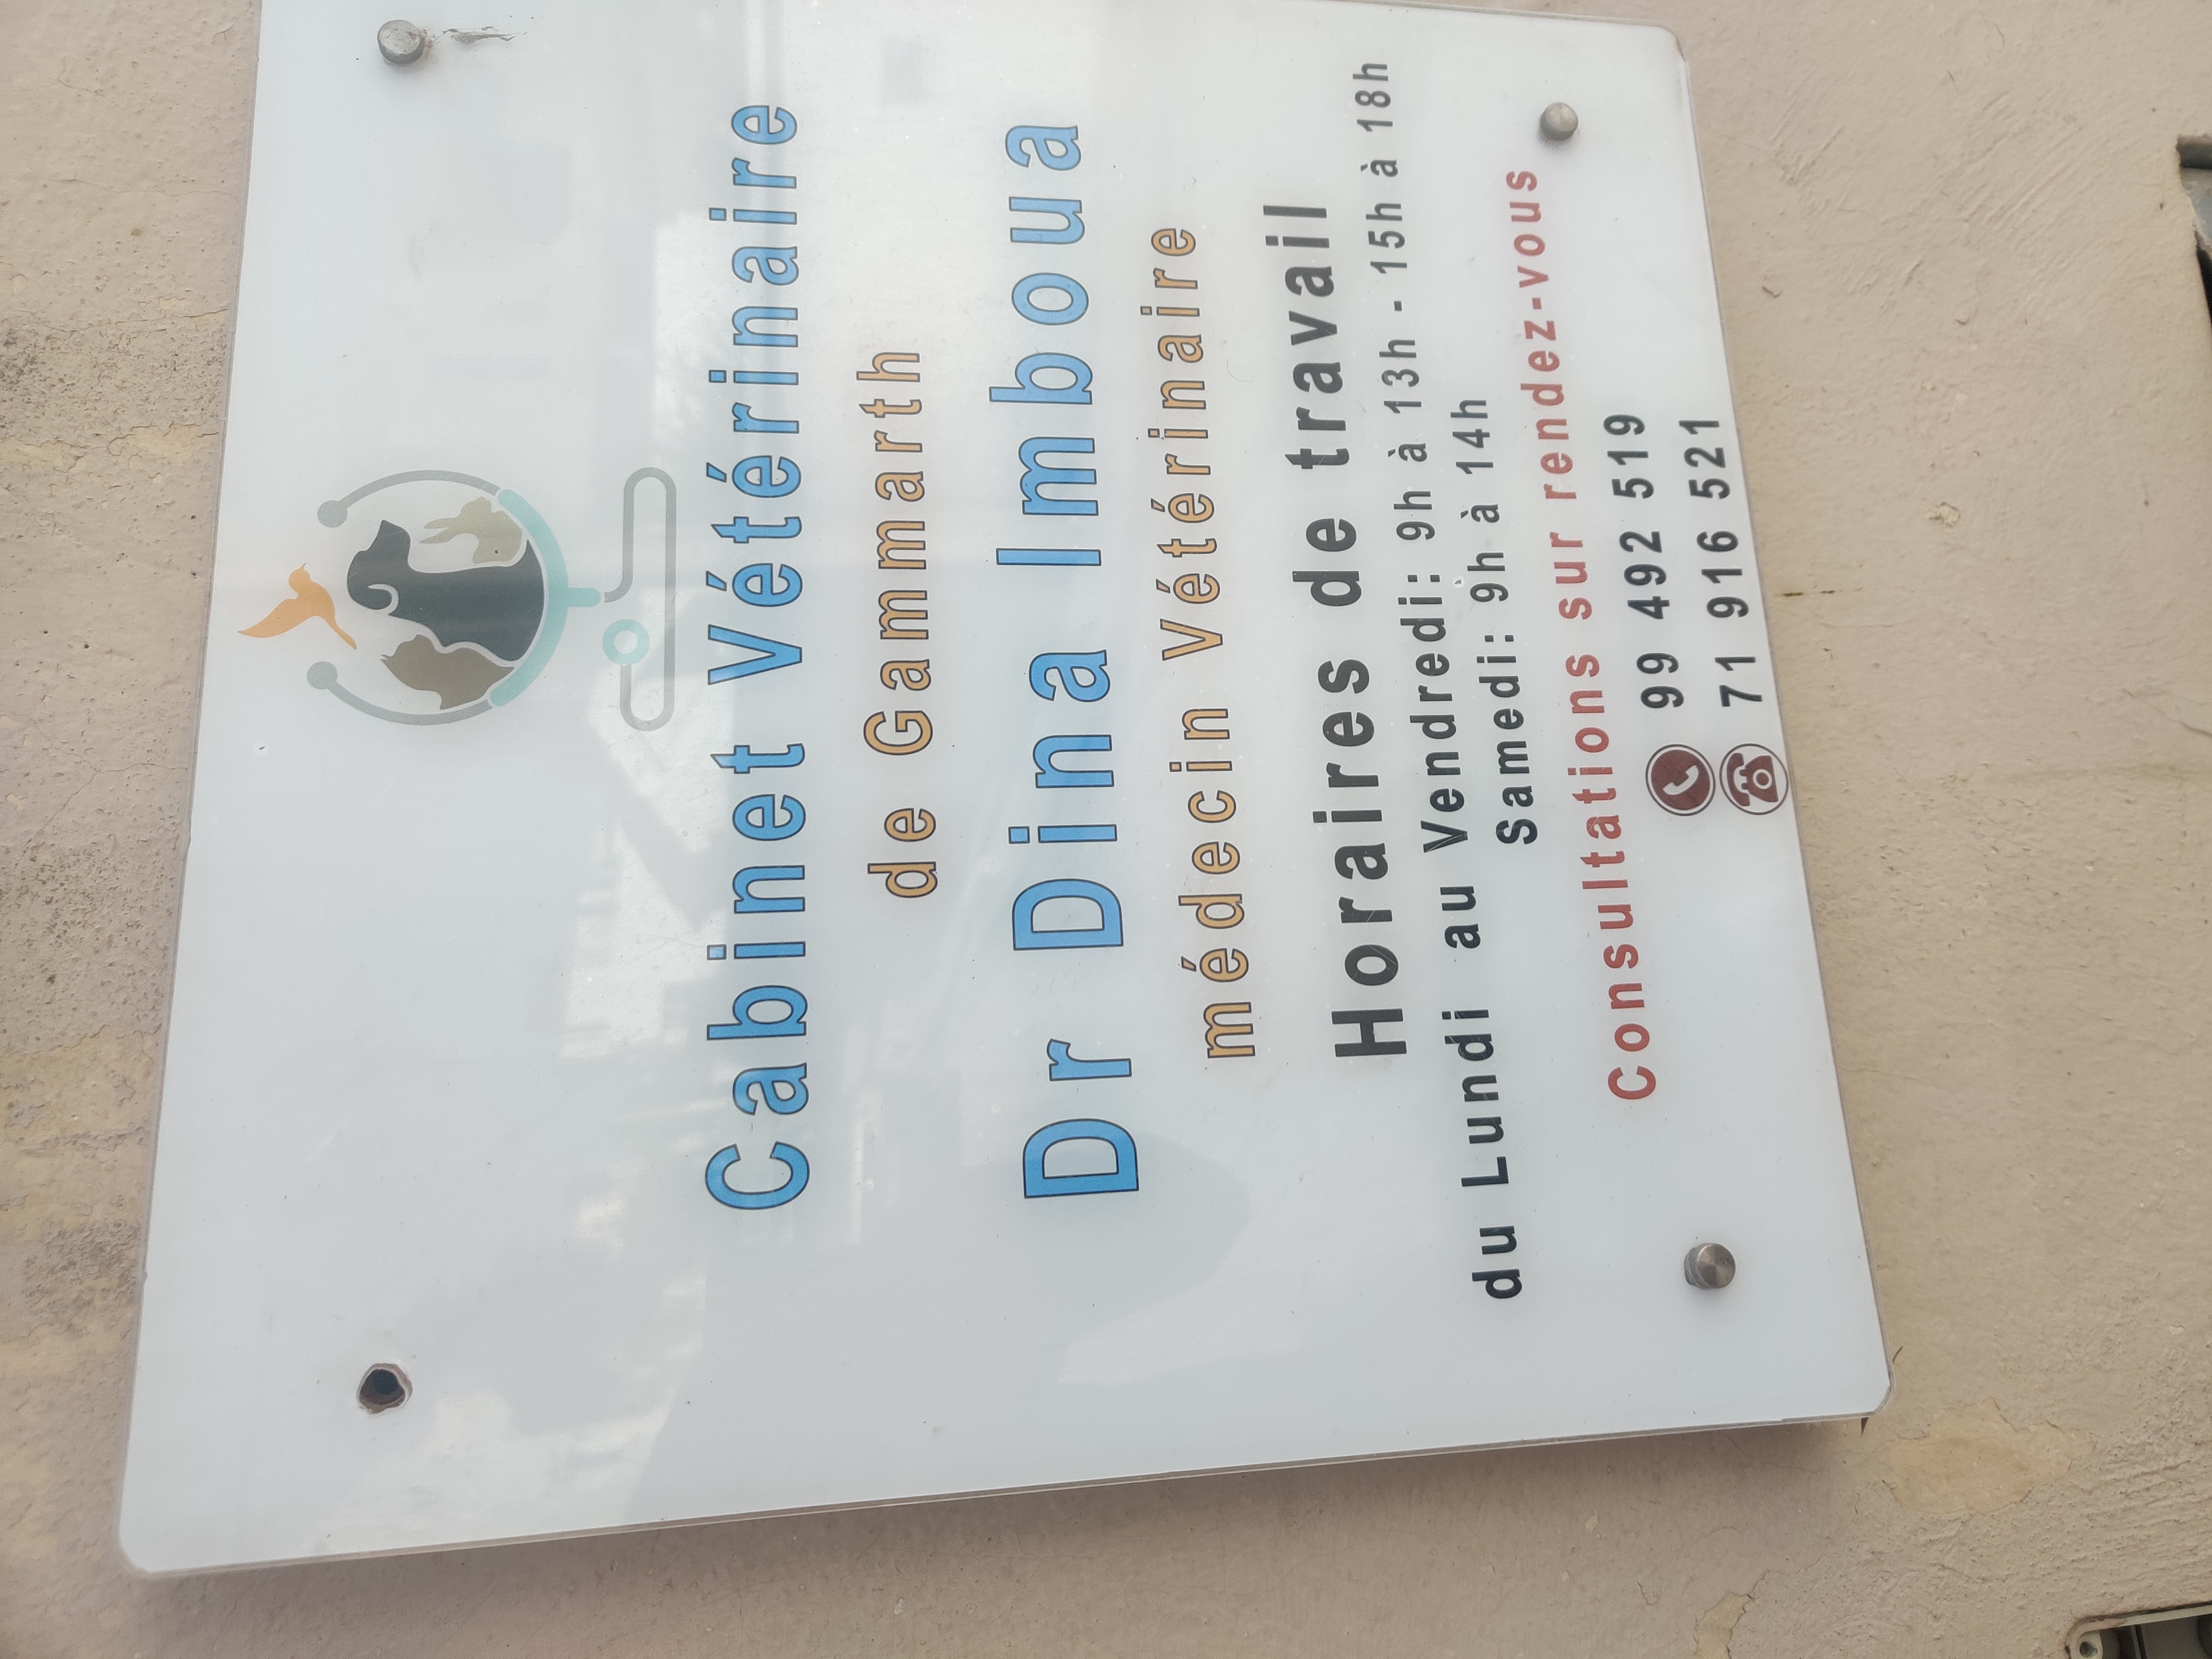 Cabinet Vétérinaire
de Gammarth
Dr Dina Imboua
médecin Vétérinaire
Horaires de travail
du Lundi au Vendredi: 9h à 13h - 15h à 18h
Samedi: 9h à 14h
Consultations sur rendez-vous
99 492 519
71 916 521